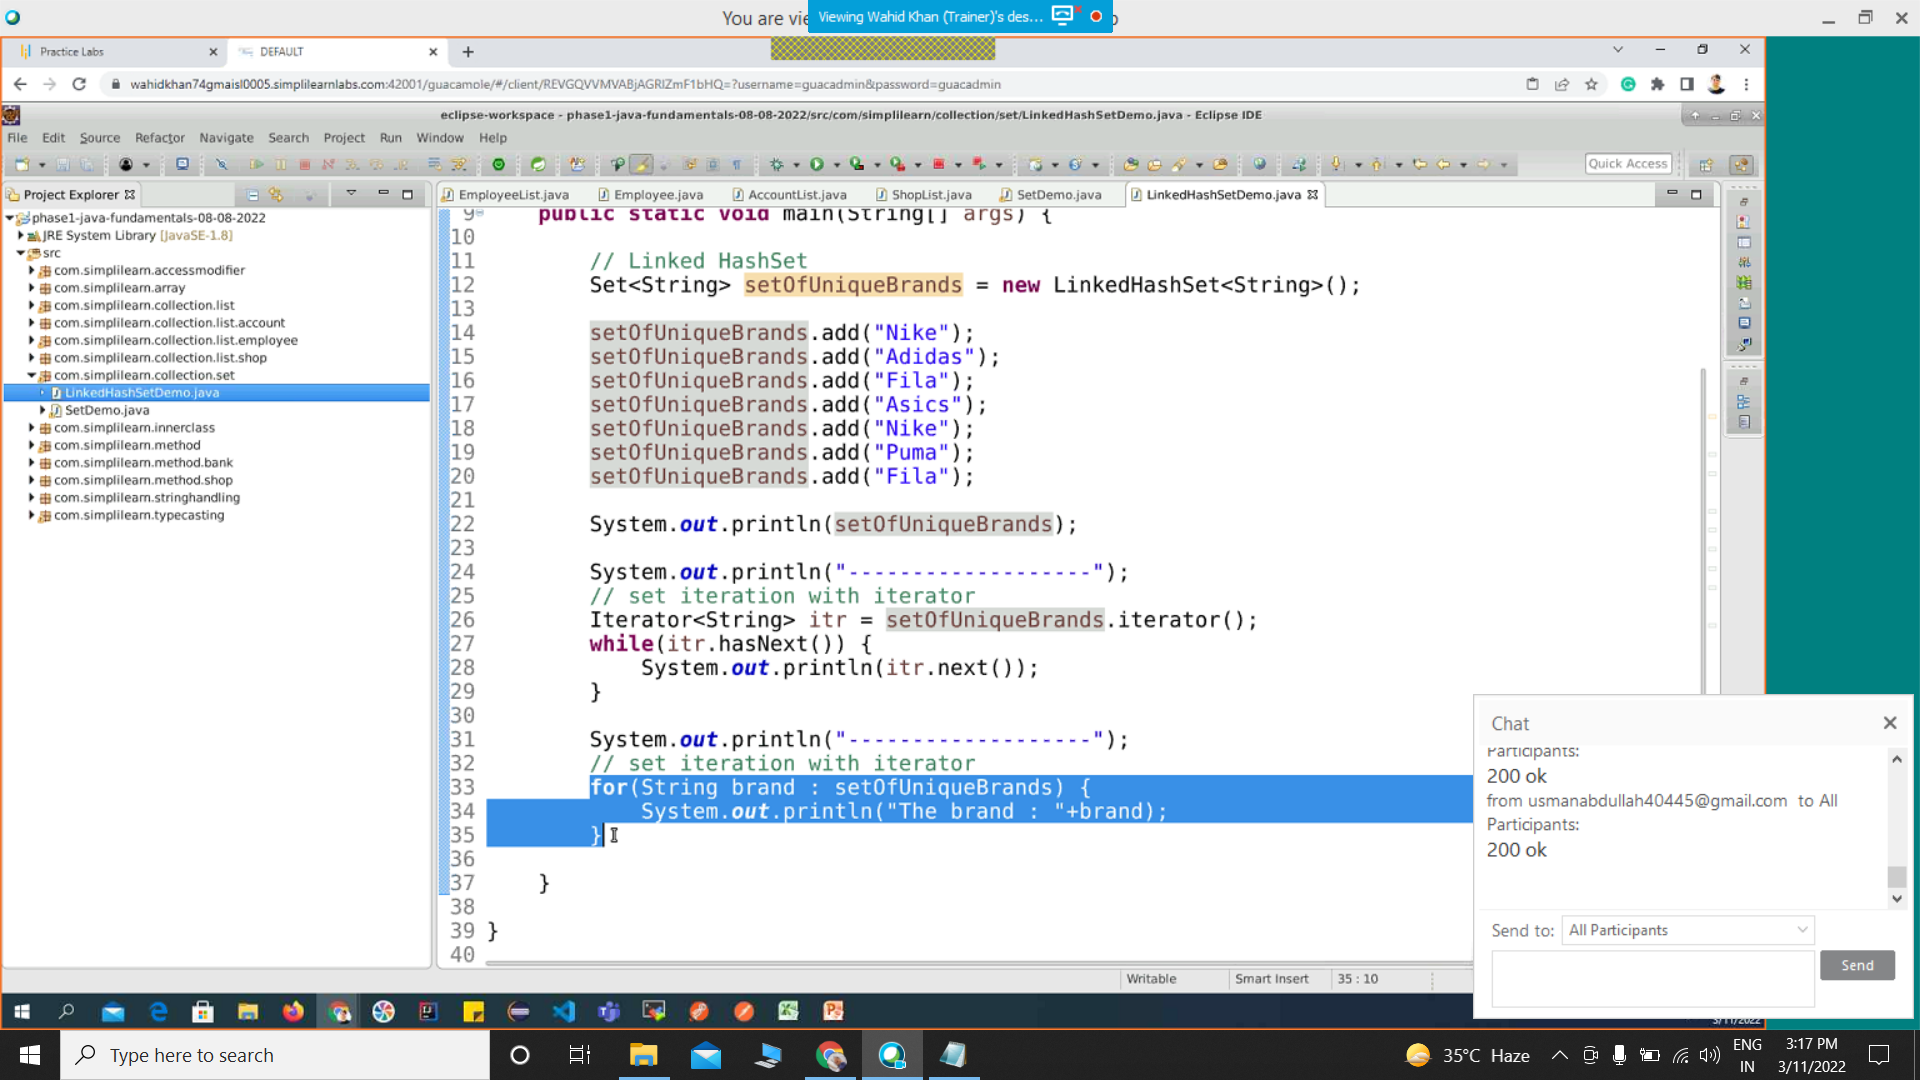 You are vie
Viewing Wahid Khan (Trainer)'s des...
Practice Labs
DEFAULT
wahidkhan74gmaisl0005.simplilearnlabs.com:42001/guacamole/#/client/REVGQVVMVABjAGRlZmF1bHQ=?username=guacadmin&password=guacadmin
eclipse-workspace - phase1-java-fundamentals-08-08-2022/src/com/simplilearn/collection/set/LinkedHashSetDemo.java - Eclipse IDE
File Edit Source Refactor Navigate Search Project Run Window Help
Quick Access
Project Explorer
EmployeeList.java Employee.java AccountList.java ShopList.java SetDemo.java LinkedHashSetDemo.java
phase1-java-fundamentals-08-08-2022
JRE System Library [JavaSE-1.8]
src
com.simplilearn.accessmodifier
com.simplilearn.array
com.simplilearn.collection.list
com.simplilearn.collection.list.account
com.simplilearn.collection.list.employee
com.simplilearn.collection.list.shop
com.simplilearn.collection.set
LinkedHashSetDemo.java
SetDemo.java
com.simplilearn.innerclass
com.simplilearn.method
com.simplilearn.method.bank
com.simplilearn.method.shop
com.simplilearn.stringhandling
com.simplilearn.typecasting
9 public static void main(String[] args) {
10
11 // Linked HashSet
12 Set<String> setOfUniqueBrands = new LinkedHashSet<String>();
13
14 setOfUniqueBrands.add("Nike");
15 setOfUniqueBrands.add("Adidas");
16 setOfUniqueBrands.add("Fila");
17 setOfUniqueBrands.add("Asics");
18 setOfUniqueBrands.add("Nike");
19 setOfUniqueBrands.add("Puma");
20 setOfUniqueBrands.add("Fila");
21
22 System.out.println(setOfUniqueBrands);
23
24 System.out.println("-------------------");
25 // set iteration with iterator
26 Iterator<String> itr = setOfUniqueBrands.iterator();
27 while(itr.hasNext()) {
28 System.out.println(itr.next());
29 }
30
31 System.out.println("-------------------");
32 // set iteration with iterator
33 for(String brand : setOfUniqueBrands) {
34 System.out.println("The brand : "+brand);
35 }
36
37 }
38
39 }
40
Writable Smart Insert 35 : 10
Chat
Participants:
200 ok
from usmanabdullah40445@gmail.com to All
Participants:
200 ok
Send to: All Participants
Send
3/11/2022
Type here to search
35°C Haze
ENG
IN
3:17 PM
3/11/2022